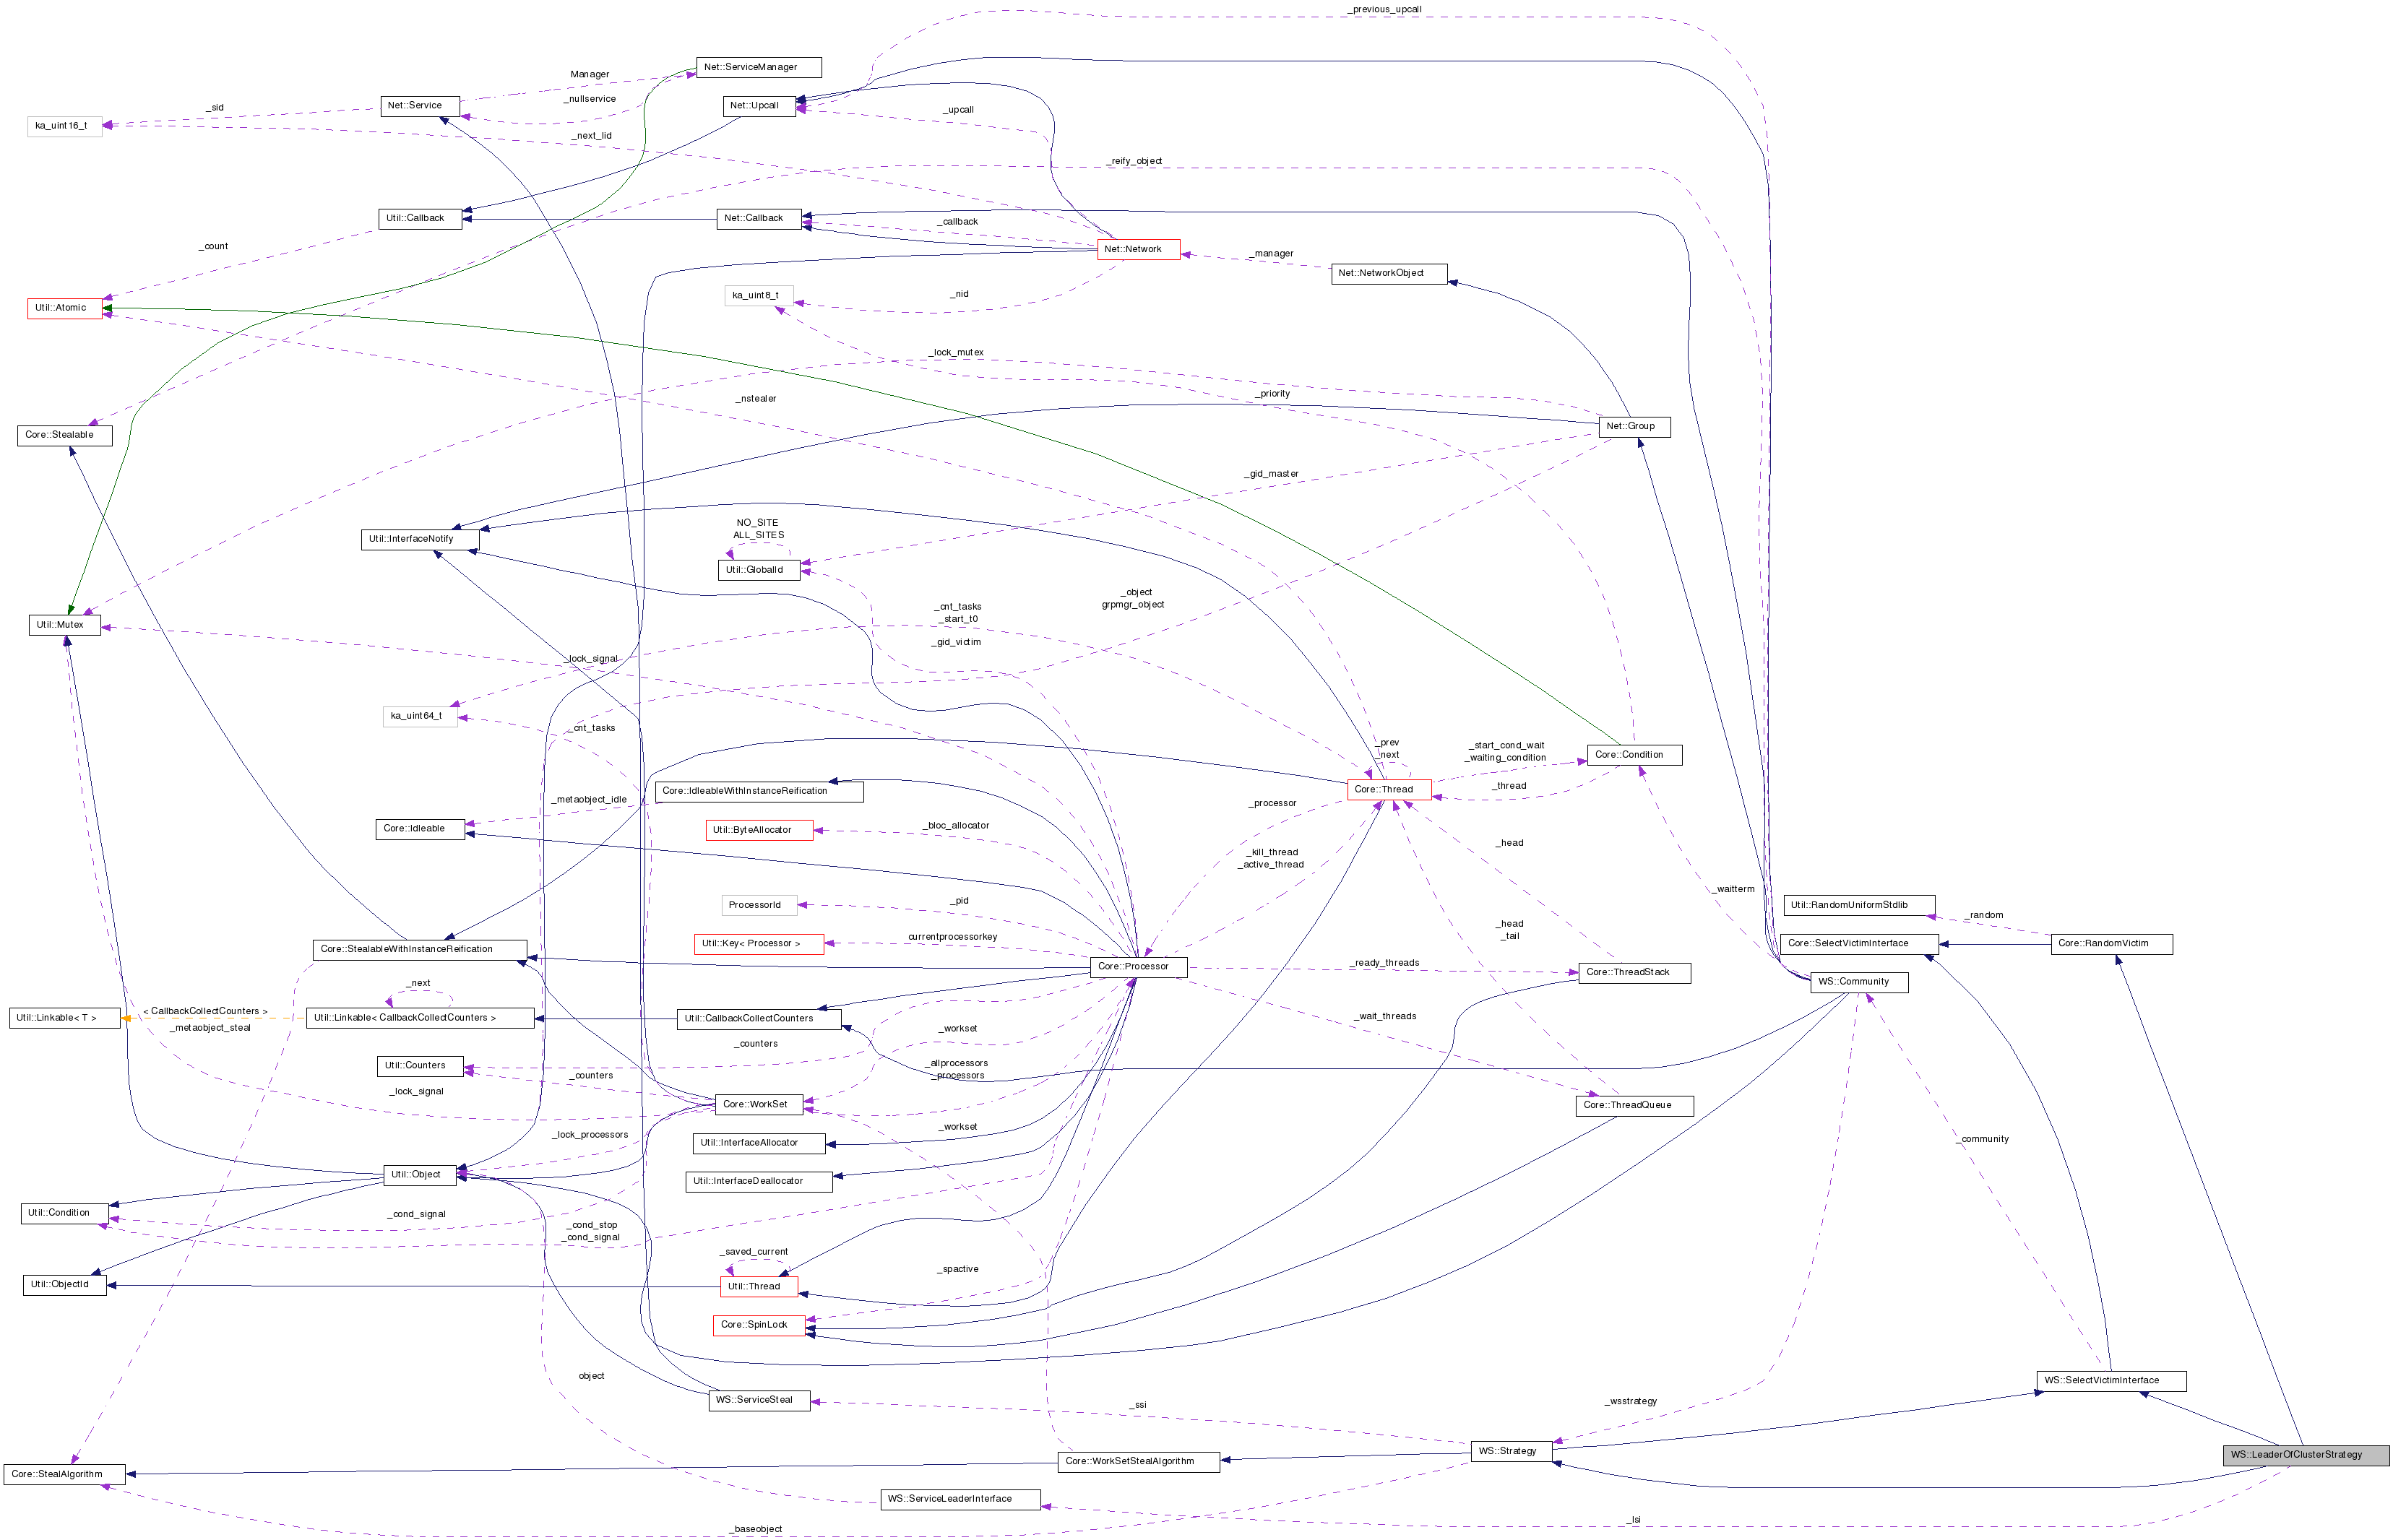 _previous_upcall
Net::ServiceManager
Manager
_nullservice
Net::Service
Net::Upcall
_sid
_upcall
ka_uint16_t
_next_lid
_reify_object
Util::Callback
Net::Callback
_callback
_count
Net::Network
_manager
Net::NetworkObject
ka_uint8_t
_nid
Util::Atomic
_lock_mutex
_nstealer
_priority
Core::Stealable
Net::Group
_gid_master
NO_SITE
ALL_SITES
Util::InterfaceNotify
Util::GlobalId
_object
grpmgr_object
_cnt_tasks
_start_t0
Util::Mutex
_gid_victim
_lock_signal
ka_uint64_t
_cnt_tasks
_prev
_next
_start_cond_wait
_waiting_condition
Core::Condition
Core::IdleableWithInstanceReification
Core::Thread
_thread
_metaobject_idle
_processor
Core::Idleable
Util::ByteAllocator
_bloc_allocator
_head
_kill_thread
_active_thread
_waitterm
ProcessorId
_pid
Util::RandomUniformStdlib
_random
_head
_tail
Util::Key< Processor >
currentprocessorkey
Core::StealableWithInstanceReification
Core::SelectVictimInterface
Core::RandomVictim
Core::Processor
_ready_threads
Core::ThreadStack
WS::Community
_next
< CallbackCollectCounters >
_metaobject_steal
Util::Linkable< T >
Util::Linkable< CallbackCollectCounters >
Util::CallbackCollectCounters
_workset
_wait_threads
_counters
Util::Counters
_counters
_allprocessors
_processors
_lock_signal
Core::WorkSet
Core::ThreadQueue
_lock_processors
_workset
Util::InterfaceAllocator
_community
Util::Object
Util::InterfaceDeallocator
Util::Condition
_cond_signal
_cond_stop
_cond_signal
_saved_current
_spactive
Util::ObjectId
Util::Thread
Core::SpinLock
object
WS::SelectVictimInterface
WS::ServiceSteal
_ssi
_wsstrategy
WS::Strategy
WS::LeaderOfClusterStrategy
Core::StealAlgorithm
Core::WorkSetStealAlgorithm
WS::ServiceLeaderInterface
_baseobject
_lsi